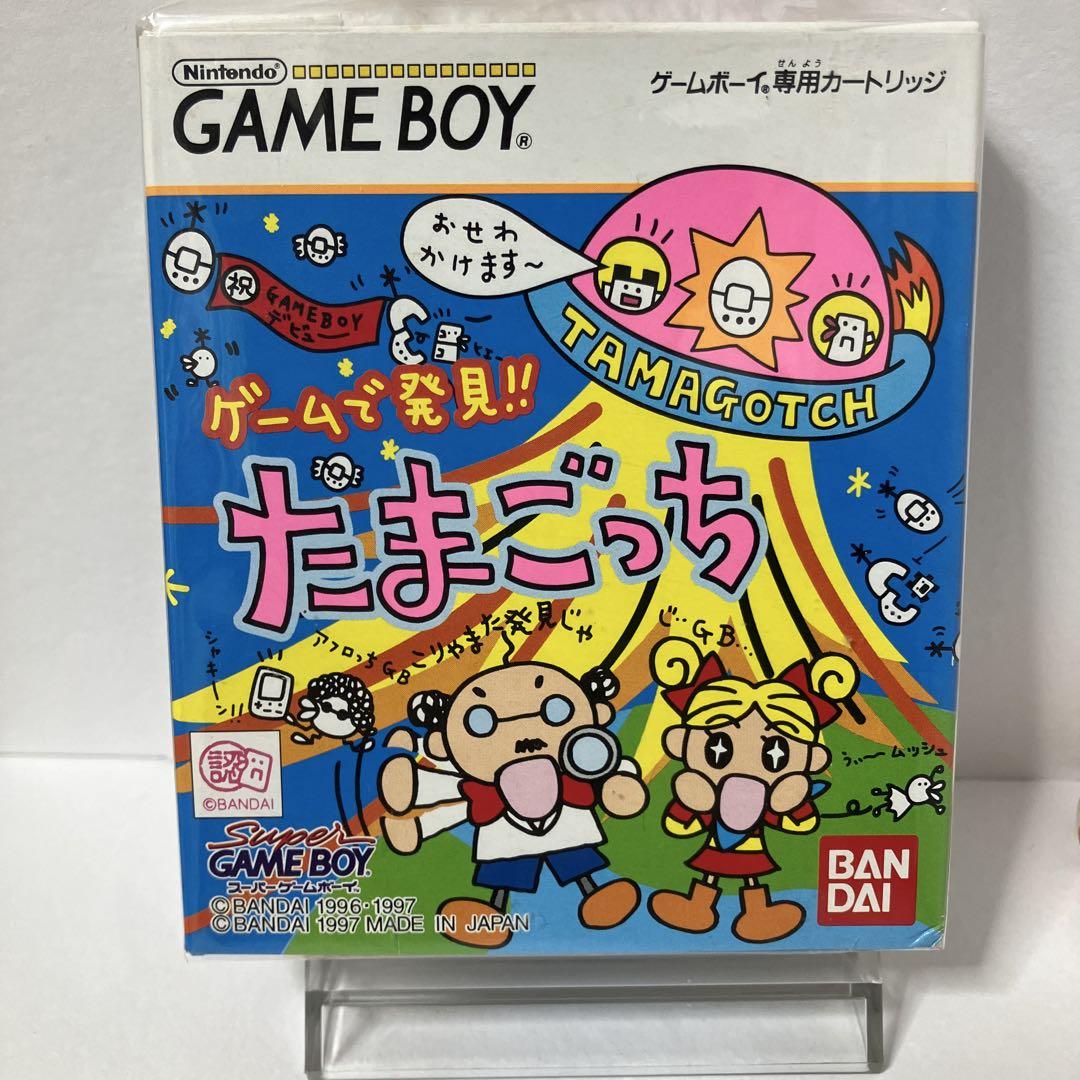 Nintendo®
GAME BOY®
ゲームボーイ®専用カートリッジ
せんよう
おせわ
かけます〜
TAMAGOTCH
祝
GAMEBOY
デビュー
ヒェー
ゲームで発見!!
たまごっち
シャキーン!!
アフロっちGB
こりやまた発見じゃ
じ〜GB...
うぃ〜ムッシュ
認
©BANDAI
Super
GAME BOY
スーパーゲームボーイ
©BANDAI 1996・1997
©BANDAI 1997 MADE IN JAPAN
BAN
DAI